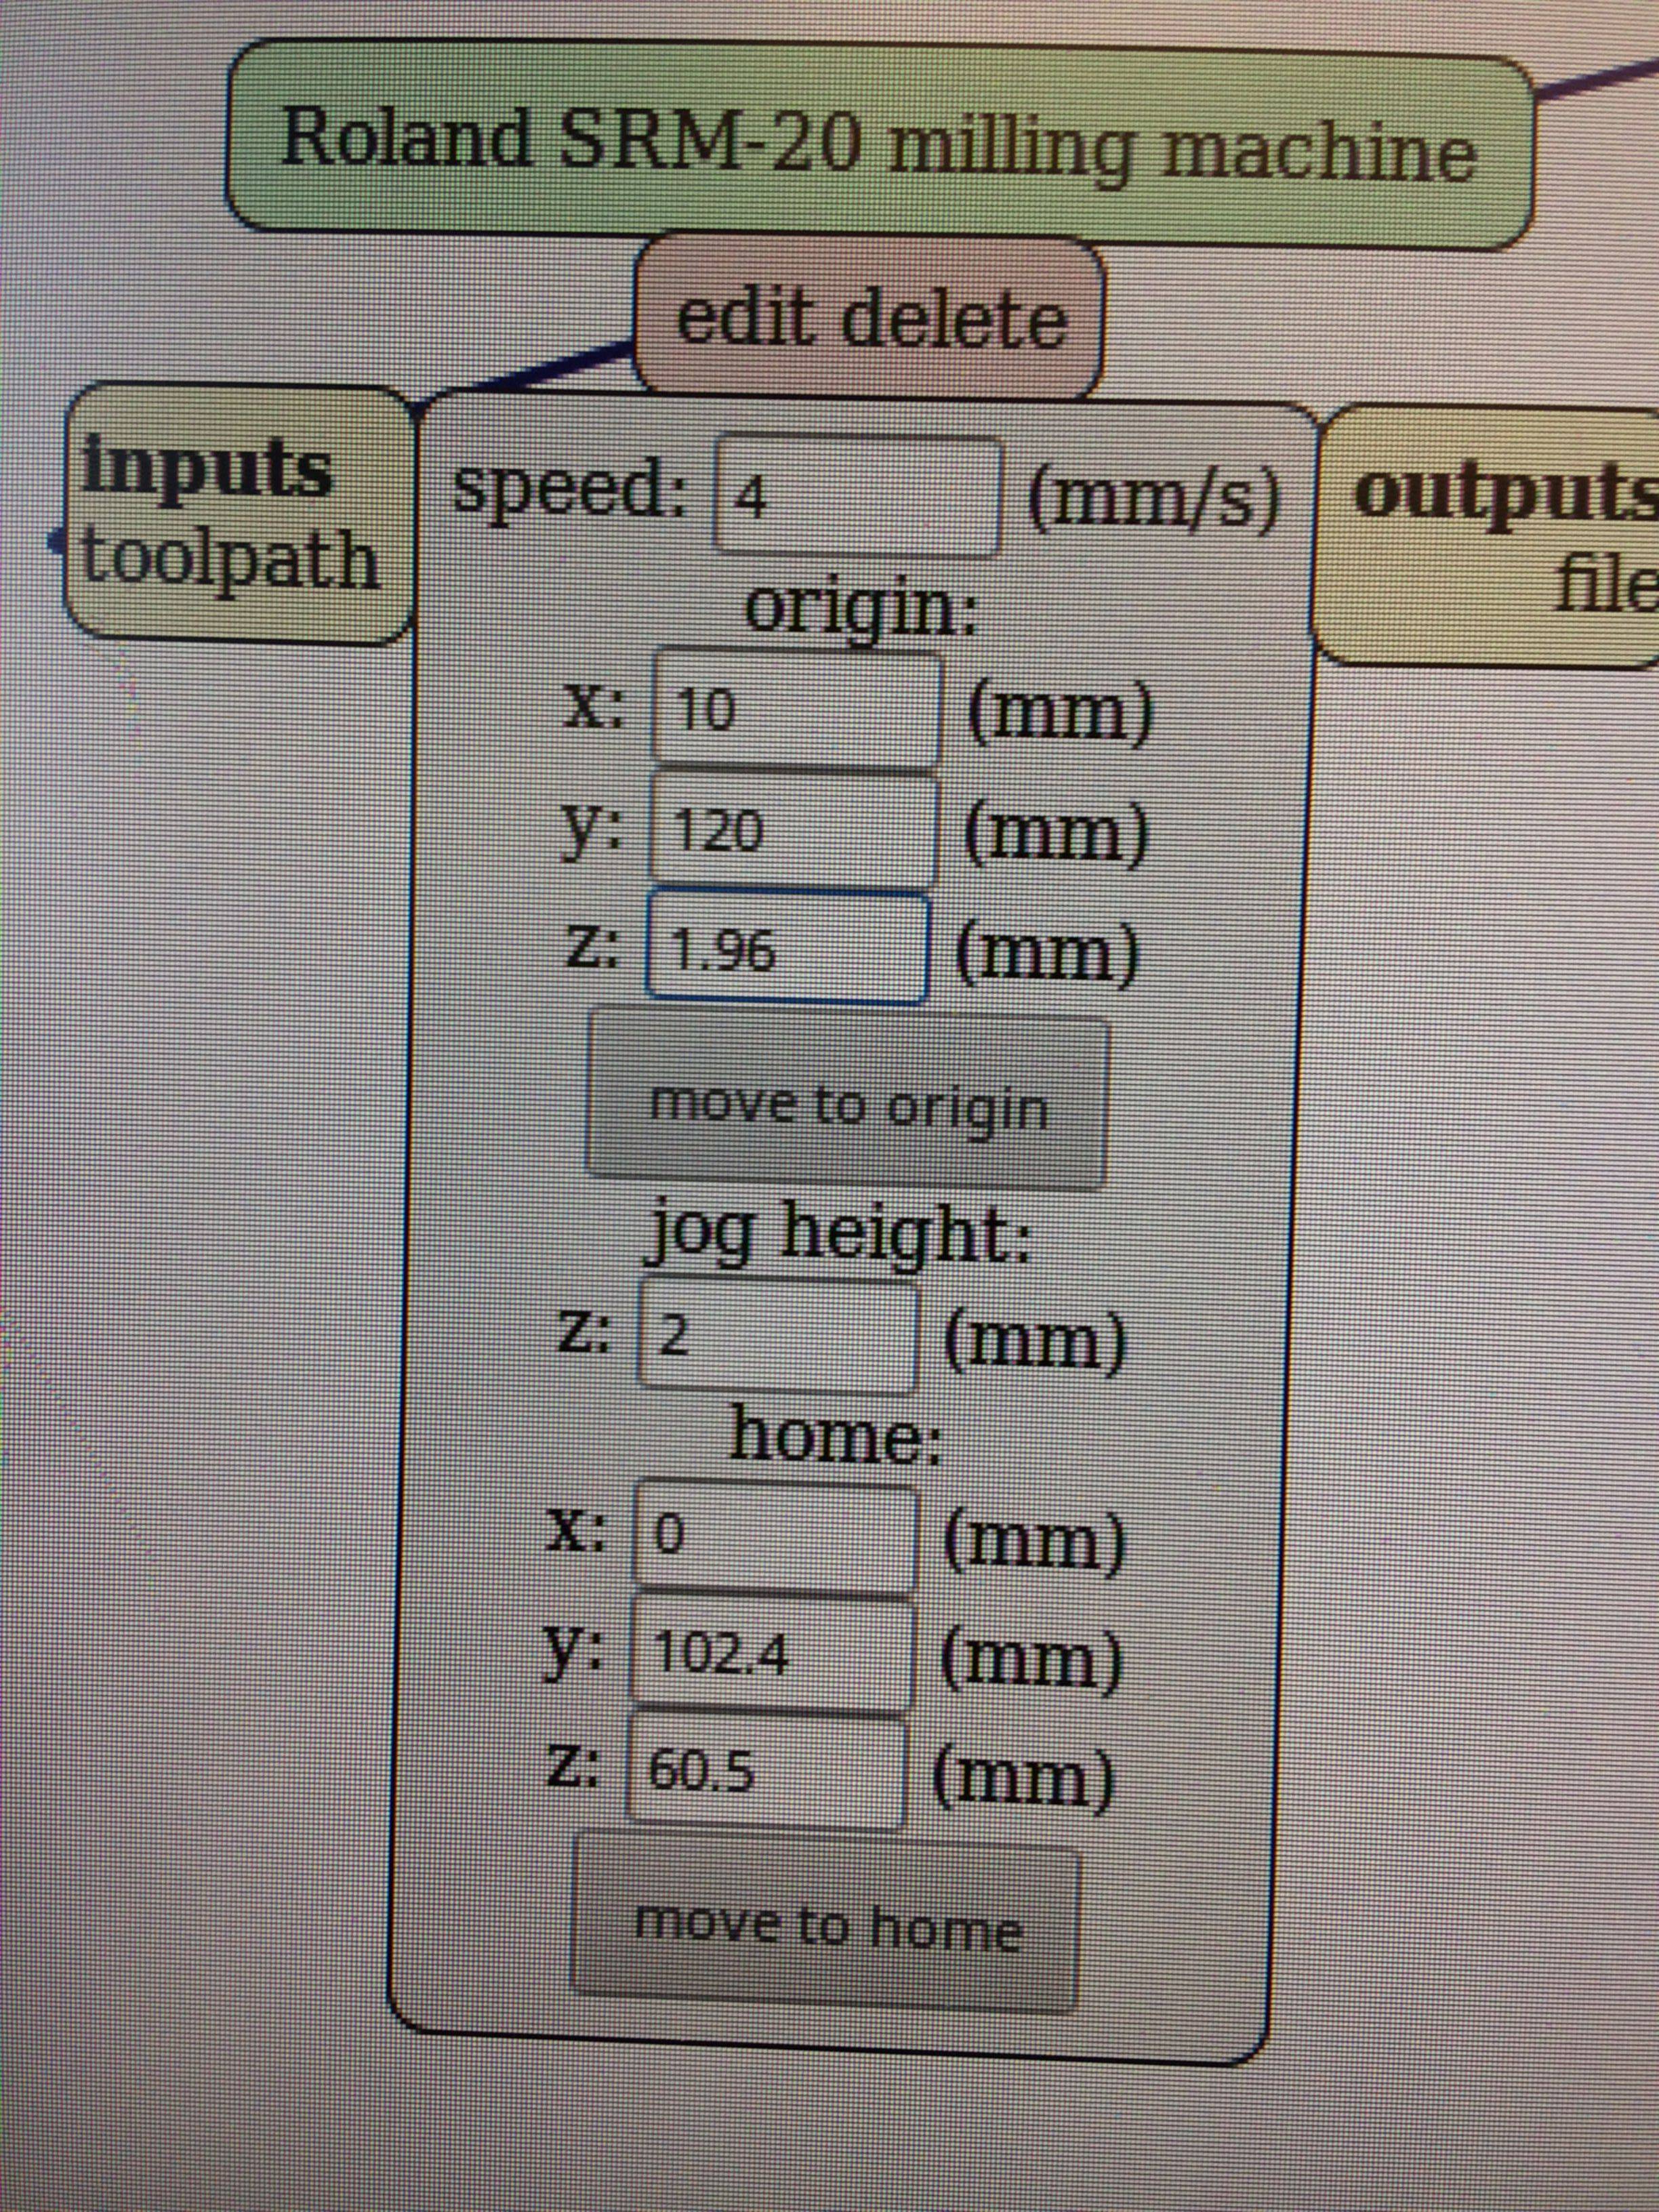 Roland SRM-20 milling machine
edit delete
inputs
toolpath
outputs
file
speed: 4 (mm/s)
origin:
x: 10 (mm)
y: 120 (mm)
z: 1.96 (mm)
move to origin
jog height:
z: 2 (mm)
home:
x: 0 (mm)
y: 102.4 (mm)
z: 60.5 (mm)
move to home